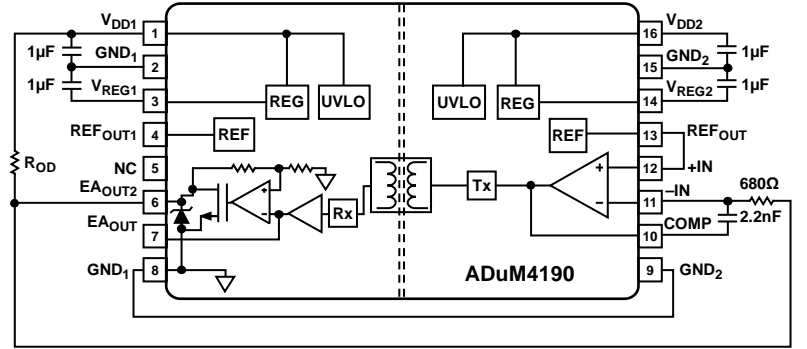 VDD1
1µF
GND1
1µF
VREG1
REFOUT1
ROD
NC
EAOUT2
EAOUT
GND1
1
2
3
4
5
6
7
8
REG
UVLO
REF
+
−
Rx
UVLO
REG
REF
Tx
+
−
ADuM4190
16
15
14
13
12
11
10
9
VDD2
GND2
1µF
VREG2
1µF
REFOUT
+IN
−IN
680Ω
2.2nF
COMP
GND2